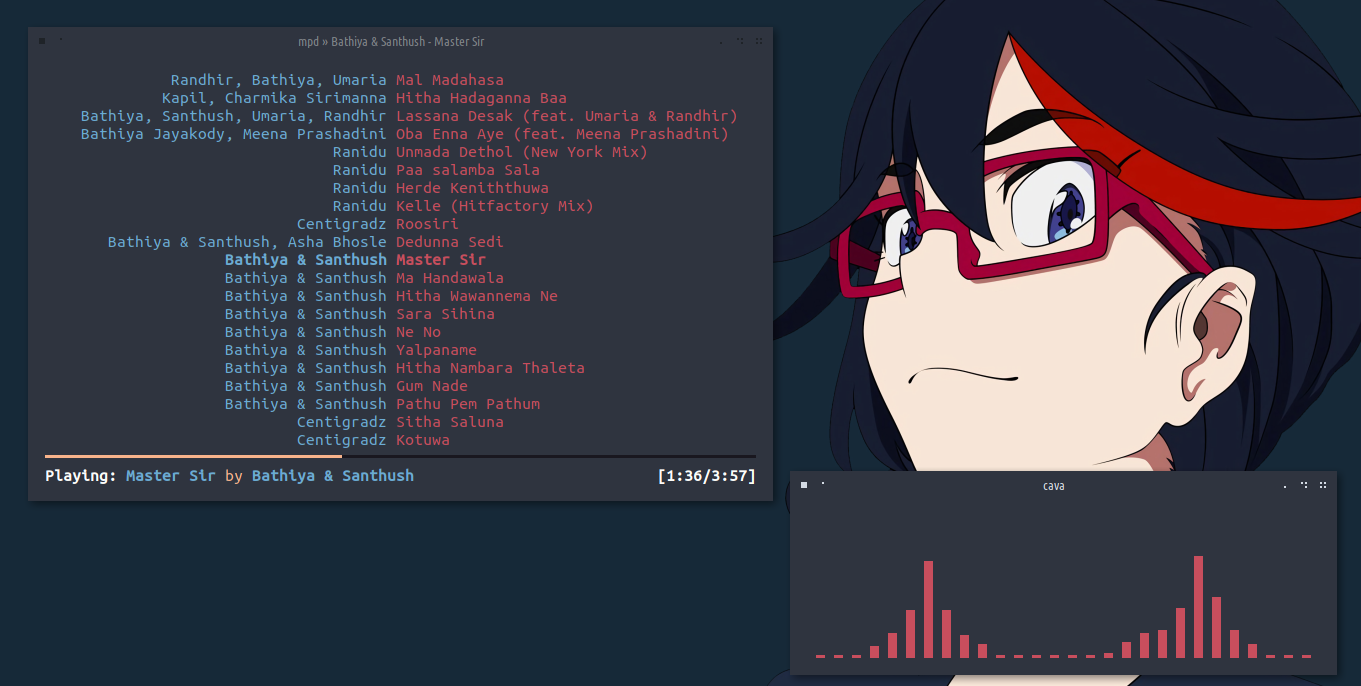 mpd » Bathiya & Santhush - Master Sir
Randhir, Bathiya, Umaria Mal Madahasa
Kapil, Charmika Sirimanna Hitha Hadaganna Baa
Bathiya, Santhush, Umaria, Randhir Lassana Desak (feat. Umaria & Randhir)
Bathiya Jayakody, Meena Prashadini Oba Enna Aye (feat. Meena Prashadini)
Ranidu Unmada Dethol (New York Mix)
Ranidu Paa salamba Sala
Ranidu Herde Keniththuwa
Ranidu Kelle (Hitfactory Mix)
Centigradz Roosiri
Bathiya & Santhush, Asha Bhosle Dedunna Sedi
Bathiya & Santhush Master Sir
Bathiya & Santhush Ma Handawala
Bathiya & Santhush Hitha Wawannema Ne
Bathiya & Santhush Sara Sihina
Bathiya & Santhush Ne No
Bathiya & Santhush Yalpaname
Bathiya & Santhush Hitha Nambara Thaleta
Bathiya & Santhush Gum Nade
Bathiya & Santhush Pathu Pem Pathum
Centigradz Sitha Saluna
Centigradz Kotuwa
Playing: Master Sir by Bathiya & Santhush [1:36/3:57]
cava